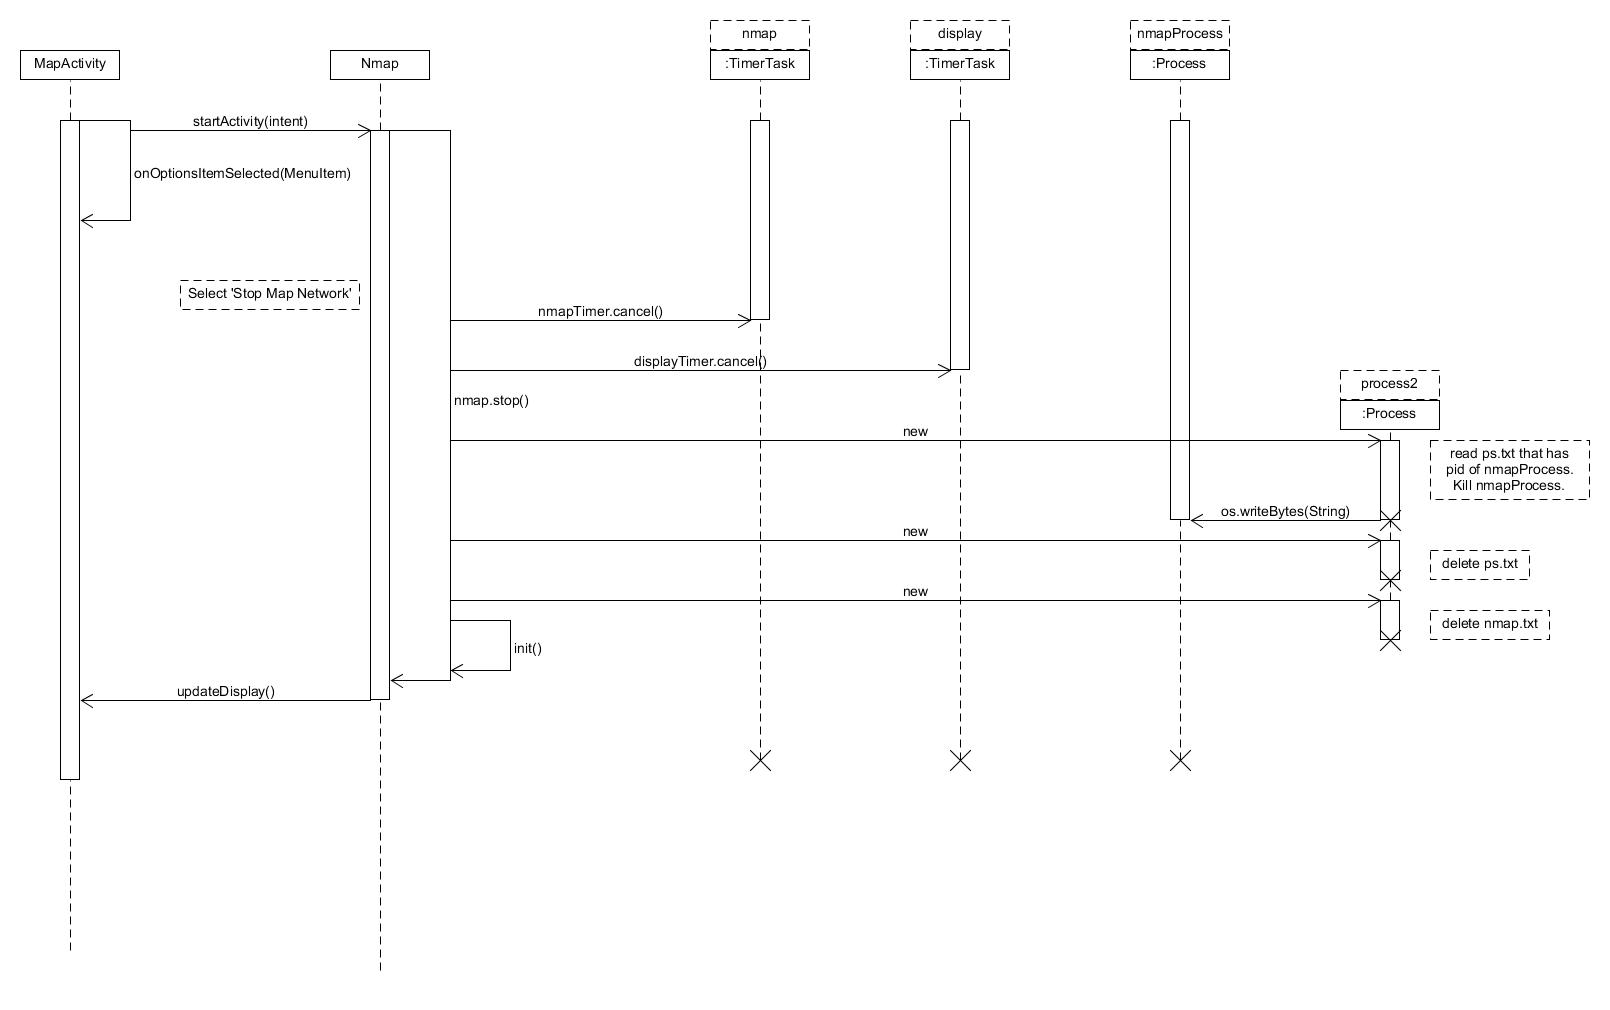 nmap
display
nmapProcess
MapActivity
Nmap
:TimerTask
:TimerTask
:Process
startActivity(intent)
onOptionsItemSelected(MenuItem)
Select 'Stop Map Network'
nmapTimer.cancel()
displayTimer.cancel()
process2
nmap.stop()
:Process
new
read ps.txt that has
pid of nmapProcess.
Kill nmapProcess.
os.writeBytes(String)
new
delete ps.txt
new
delete nmap.txt
init()
updateDisplay()